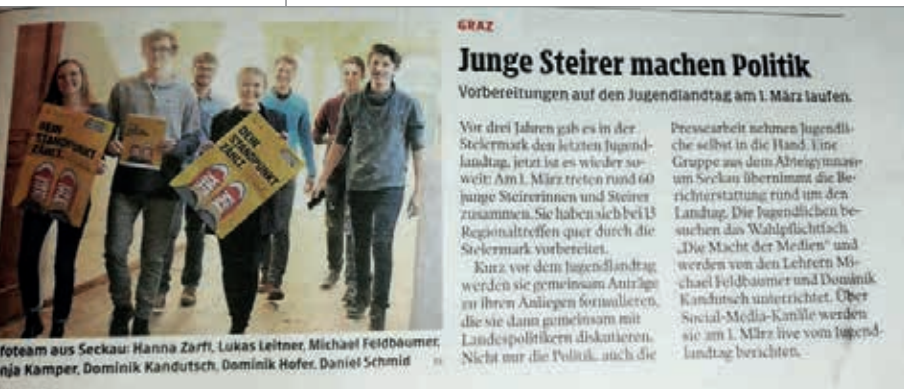 DEIN
STANDPUNKT
ZÄHLT.
DEIN
STANDPUNKT
ZÄHLT.
foteam aus Seckau: Hanna Zarfl, Lukas Leitner, Michael Feldbaumer,
nja Kamper, Dominik Kandutsch, Dominik Hofer, Daniel Schmid
GRAZ
Junge Steirer machen Politik
Vorbereitungen auf den Jugendlandtag am 1. März laufen.
Vor drei Jahren gab es in der
Steiermark den letzten Jugend-
landtag, jetzt ist es wieder so-
weit: Am 1. März treten rund 60
junge Steirerinnen und Steirer
zusammen. Sie haben sich bei 13
Regionaltreffen quer durch die
Steiermark vorbereitet.
Kurz vor dem Jugendlandtag
werden sie gemeinsam Anträge
zu ihren Anliegen formulieren,
die sie dann gemeinsam mit
Landespolitikern diskutieren.
Nicht nur die Politik, auch die
Pressearbeit nehmen Jugendli-
che selbst in die Hand. Eine
Gruppe aus dem Abteigymnasi-
um Seckau übernimmt die Be-
richterstattung rund um den
Landtag. Die Jugendlichen be-
suchen das Wahlpflichtfach
„Die Macht der Medien“ und
werden von den Lehrern Mi-
chael Feldbaumer und Dominik
Kandutsch unterrichtet. Über
Social-Media-Kanäle werden
sie am 1. März live vom Jugend-
landtag berichten.